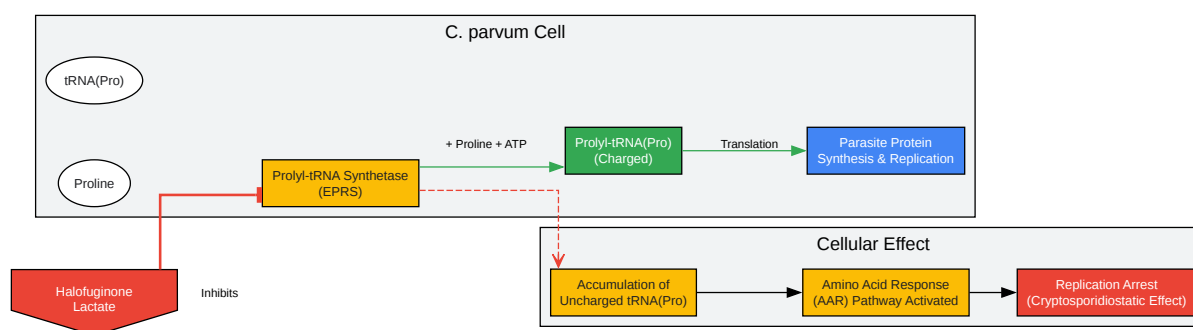 C. parvum Cell
tRNA(Pro)
Proline
Prolyl-tRNA Synthetase
(EPRS)
+ Proline + ATP
Prolyl-tRNA(Pro)
(Charged)
Translation
Parasite Protein
Synthesis & Replication
Halofuginone
Lactate
Inhibits
Cellular Effect
Accumulation of
Uncharged tRNA(Pro)
Amino Acid Response
(AAR) Pathway Activated
Replication Arrest
(Cryptosporidiostatic Effect)